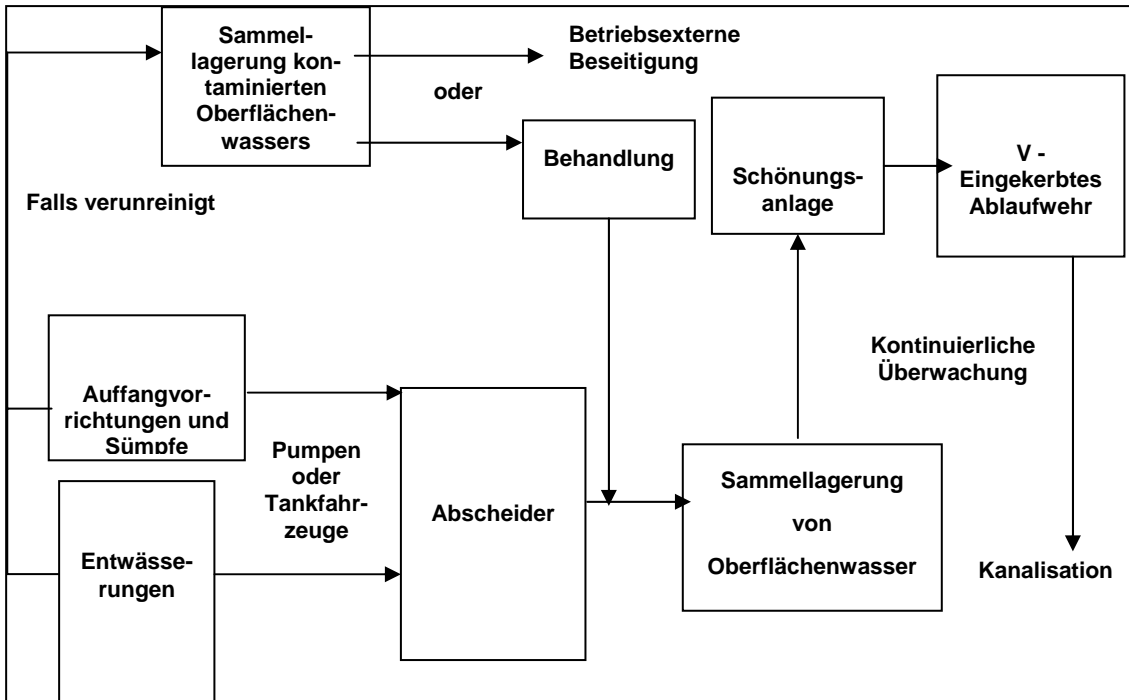 Sammel-
lagerung kon-
taminierten
Oberflächen-
wassers
Betriebsexterne
Beseitigung
oder
Behandlung
Schönungs-
anlage
V -
Eingekerbtes
Ablaufwehr
Falls verunreinigt
Auffangvor-
richtungen und
Sümpfe
Pumpen
oder
Tankfahr-
zeuge
Entwässe-
rungen
Abscheider
Sammellagerung
von
Oberflächenwasser
Kontinuierliche
Überwachung
Kanalisation